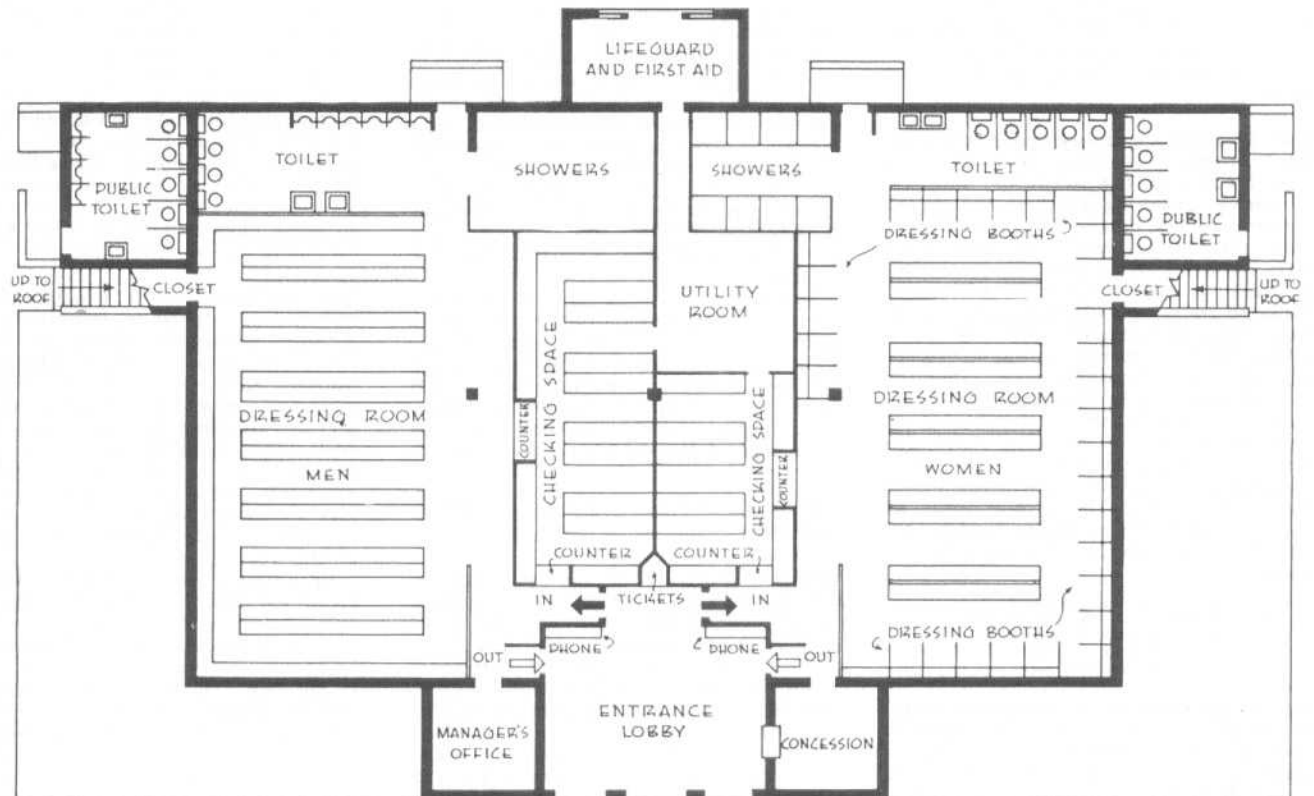 LIFEGUARD
AND FIRST AID
TOILET
SHOWERS
SHOWERS
TOILET
PUBLIC
TOILET
PUBLIC
TOILET
DRESSING BOOTHS
UP TO
ROOF
CLOSET
UTILITY
ROOM
CLOSET
UP TO
ROOF
CHECKING SPACE
CHECKING SPACE
DRESSING ROOM
MEN
COUNTER
COUNTER
DRESSING ROOM
WOMEN
COUNTER
COUNTER
IN
TICKETS
IN
DRESSING BOOTHS
OUT
PHONE
PHONE
OUT
ENTRANCE
LOBBY
MANAGER'S
OFFICE
CONCESSION